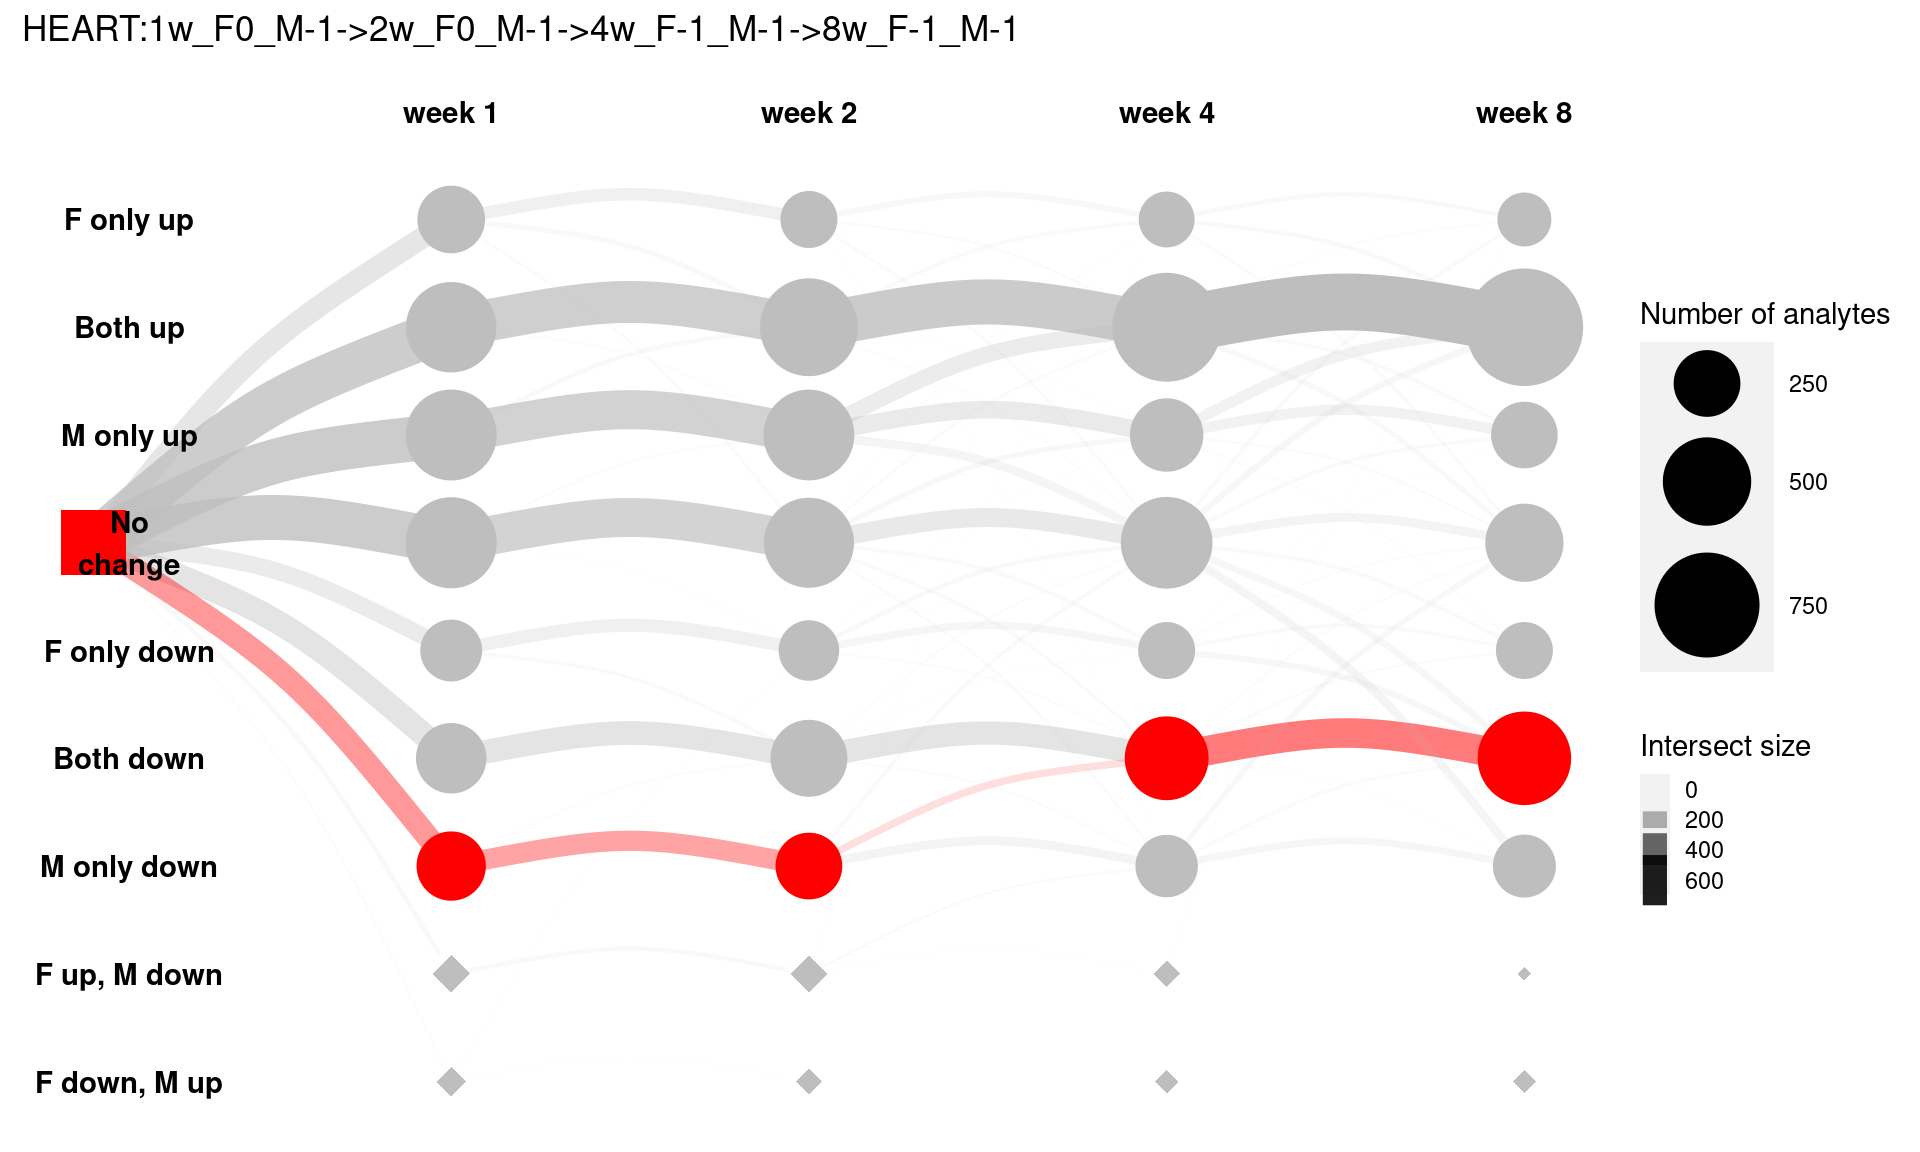 HEART:1w_F0_M-1->2w_F0_M-1->4w_F-1_M-1->8w_F-1_M-1
week 1
week 2
week 4
week 8
F only up
Both up
M only up
No
change
F only down
Both down
M only down
F up, M down
F down, M up
Number of analytes
250
500
750
Intersect size
0
200
400
600